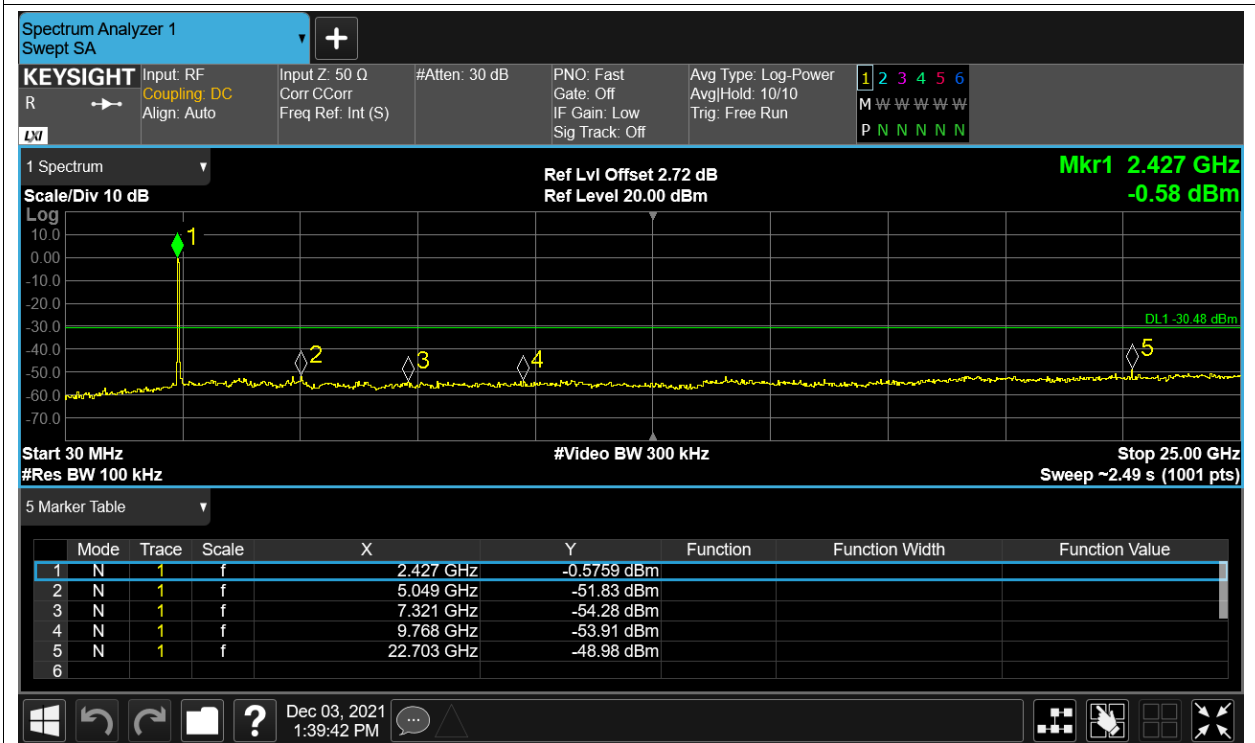 Spectrum Analyzer 1
Swept SA
KEYSIGHT
R
LXI
Input: RF
Coupling: DC
Align: Auto
Input Z: 50 Ω
Corr CCorr
Freq Ref: Int (S)
#Atten: 30 dB
PNO: Fast
Gate: Off
IF Gain: Low
Sig Track: Off
Avg Type: Log-Power
Avg|Hold: 10/10
Trig: Free Run
1 2 3 4 5 6
M W W W W W
P N N N N N
1 Spectrum
Scale/Div 10 dB
Ref Lvl Offset 2.72 dB
Ref Level 20.00 dBm
Mkr1 2.427 GHz
-0.58 dBm
Log
10.0
0.00
-10.0
-20.0
-30.0
-40.0
-50.0
-60.0
-70.0
1
2
3
4
5
DL1 -30.48 dBm
Start 30 MHz
#Res BW 100 kHz
#Video BW 300 kHz
Stop 25.00 GHz
Sweep ~2.49 s (1001 pts)
5 Marker Table
Mode Trace Scale X Y Function Function Width Function Value
1 N 1 f 2.427 GHz -0.5759 dBm
2 N 1 f 5.049 GHz -51.83 dBm
3 N 1 f 7.321 GHz -54.28 dBm
4 N 1 f 9.768 GHz -53.91 dBm
5 N 1 f 22.703 GHz -48.98 dBm
6
?
Dec 03, 2021
1:39:42 PM